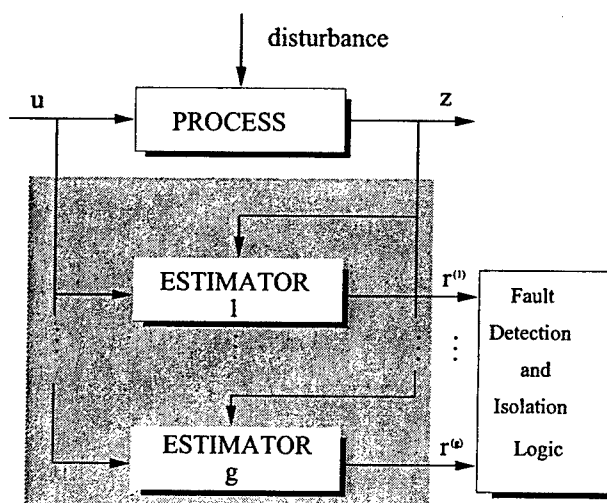 disturbance
u
z
PROCESS
ESTIMATOR
1
r(1)
Fault
Detection
and
Isolation
Logic
ESTIMATOR
g
r(g)